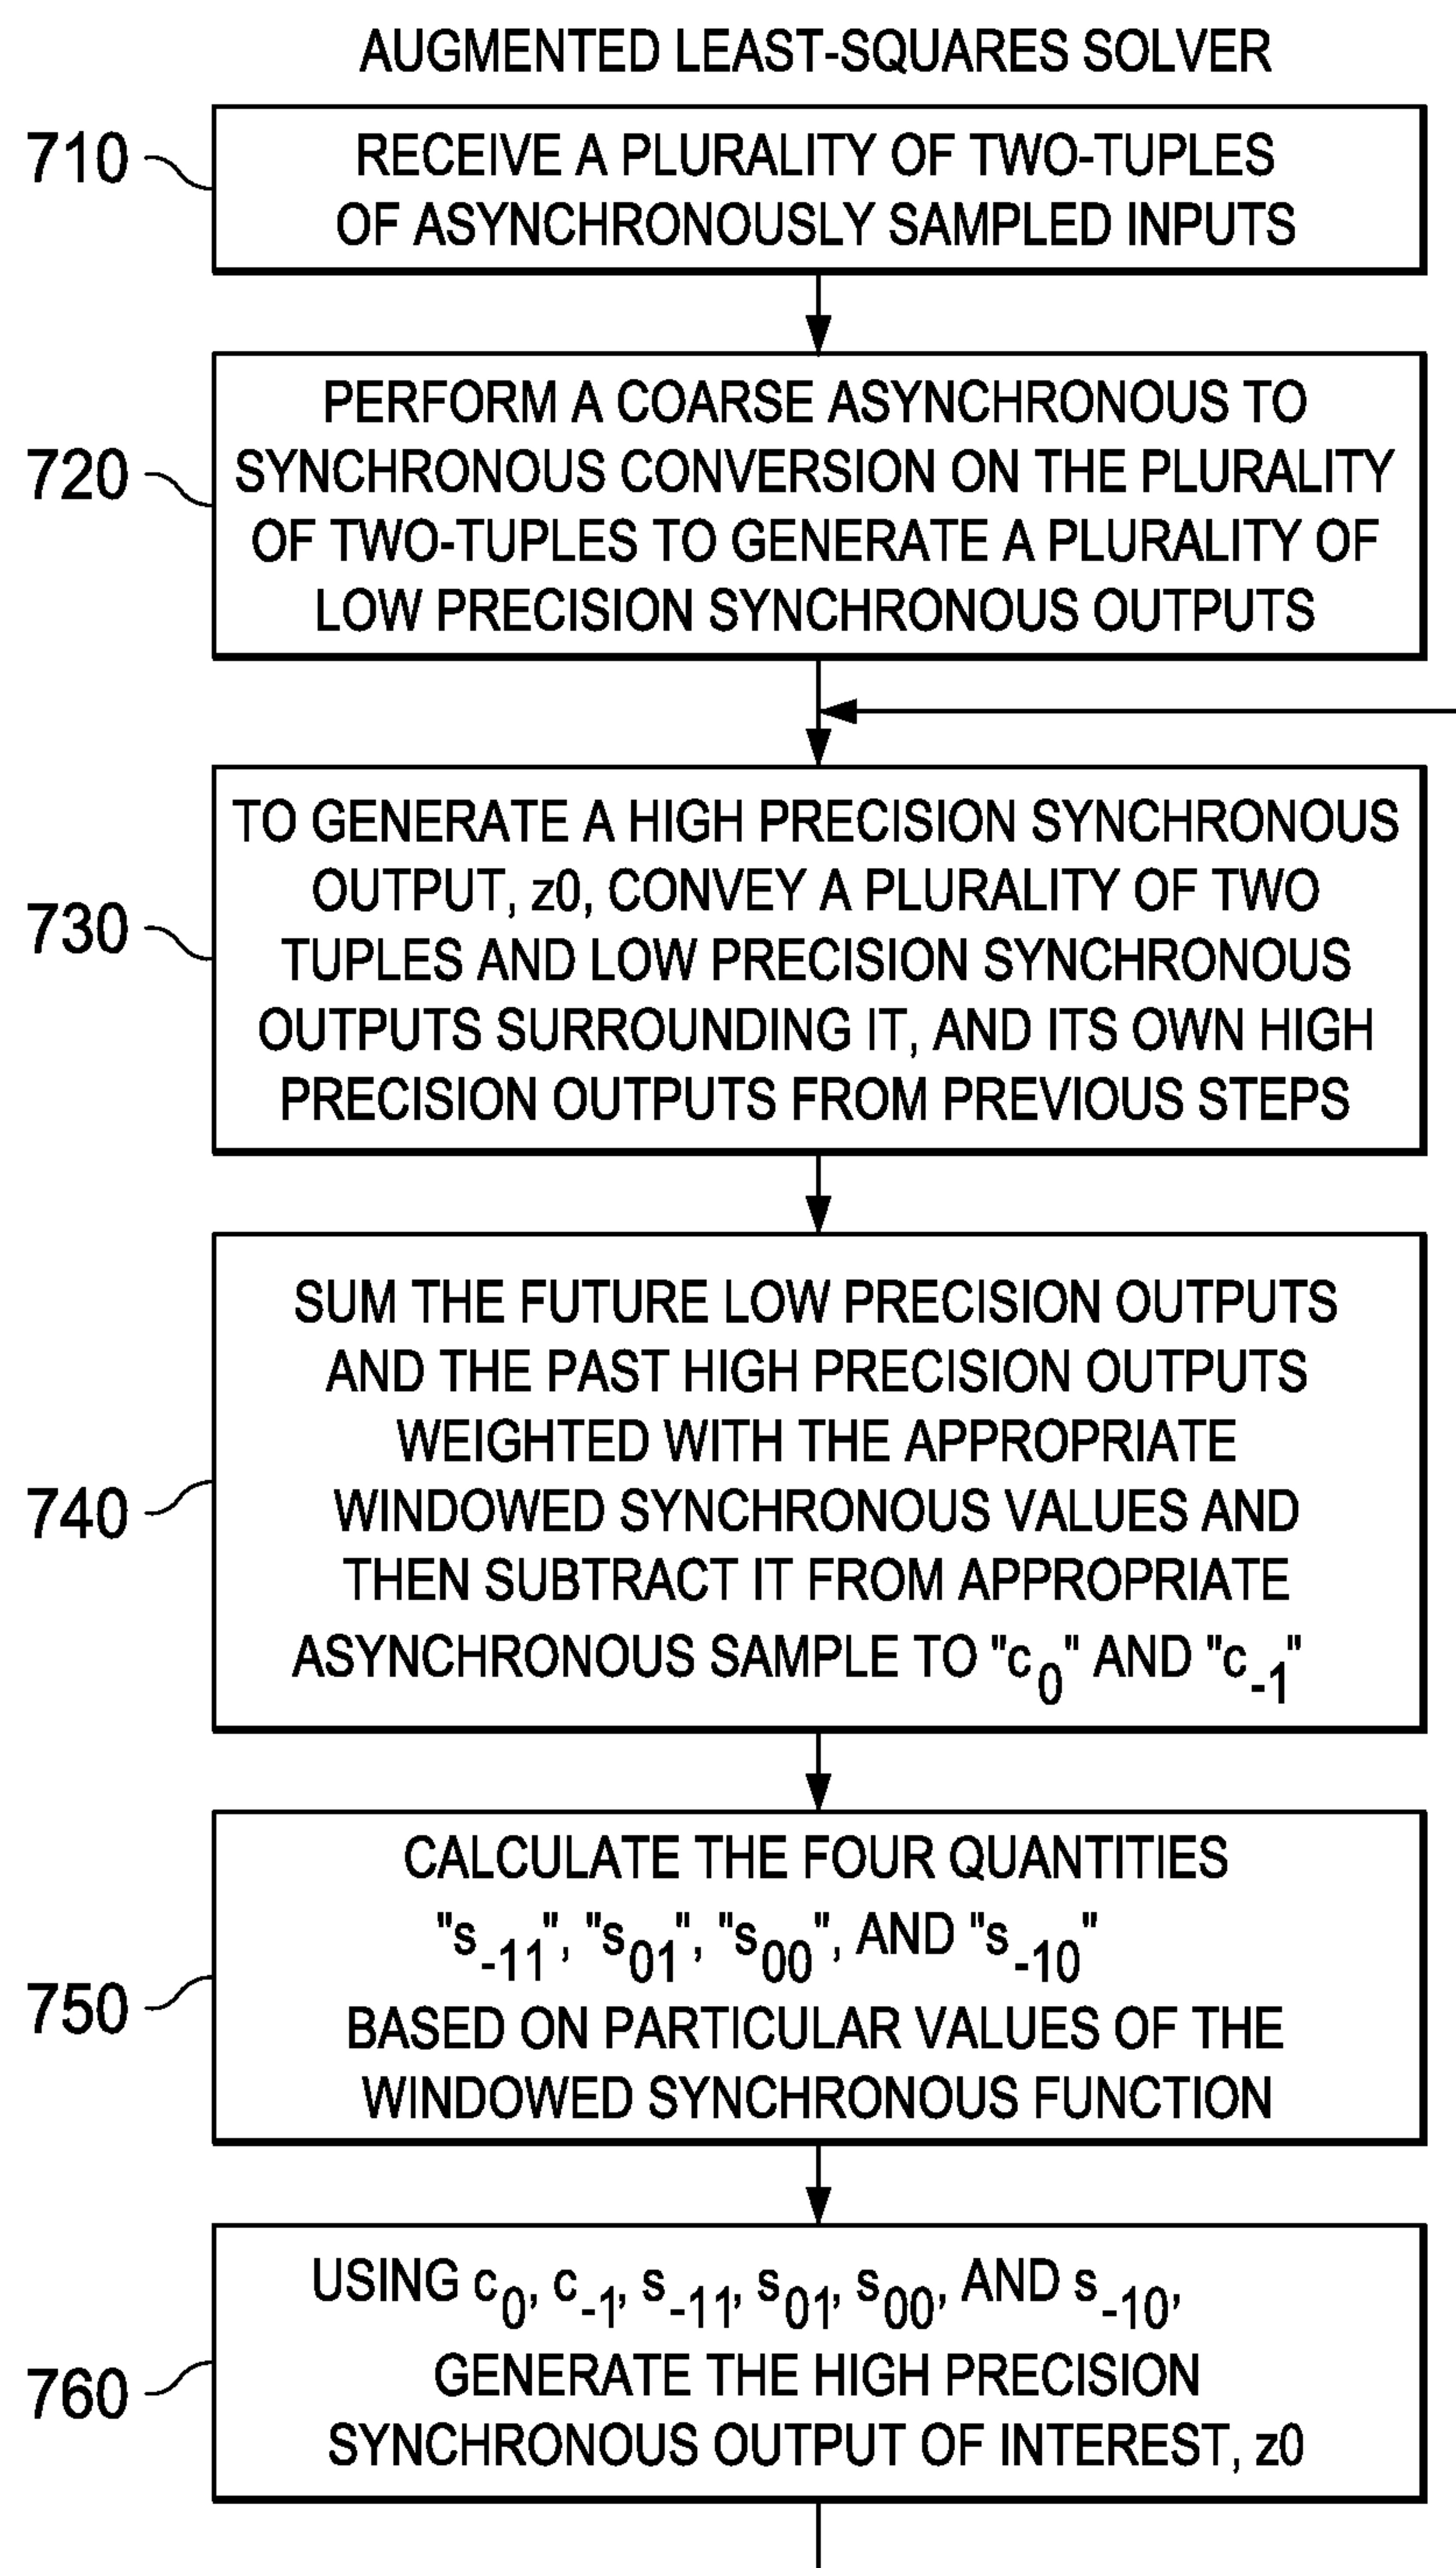 AUGMENTED LEAST-SQUARES SOLVER
710
RECEIVE A PLURALITY OF TWO-TUPLES
OF ASYNCHRONOUSLY SAMPLED INPUTS
720
PERFORM A COARSE ASYNCHRONOUS TO
SYNCHRONOUS CONVERSION ON THE PLURALITY
OF TWO-TUPLES TO GENERATE A PLURALITY OF
LOW PRECISION SYNCHRONOUS OUTPUTS
730
TO GENERATE A HIGH PRECISION SYNCHRONOUS
OUTPUT, z0, CONVEY A PLURALITY OF TWO
TUPLES AND LOW PRECISION SYNCHRONOUS
OUTPUTS SURROUNDING IT, AND ITS OWN HIGH
PRECISION OUTPUTS FROM PREVIOUS STEPS
740
SUM THE FUTURE LOW PRECISION OUTPUTS
AND THE PAST HIGH PRECISION OUTPUTS
WEIGHTED WITH THE APPROPRIATE
WINDOWED SYNCHRONOUS VALUES AND
THEN SUBTRACT IT FROM APPROPRIATE
ASYNCHRONOUS SAMPLE TO "c0" AND "c-1"
750
CALCULATE THE FOUR QUANTITIES
"s-11", "s01", "s00", AND "s-10"
BASED ON PARTICULAR VALUES OF THE
WINDOWED SYNCHRONOUS FUNCTION
760
USING c0, c-1, s-11, s01, s00, AND s-10,
GENERATE THE HIGH PRECISION
SYNCHRONOUS OUTPUT OF INTEREST, z0